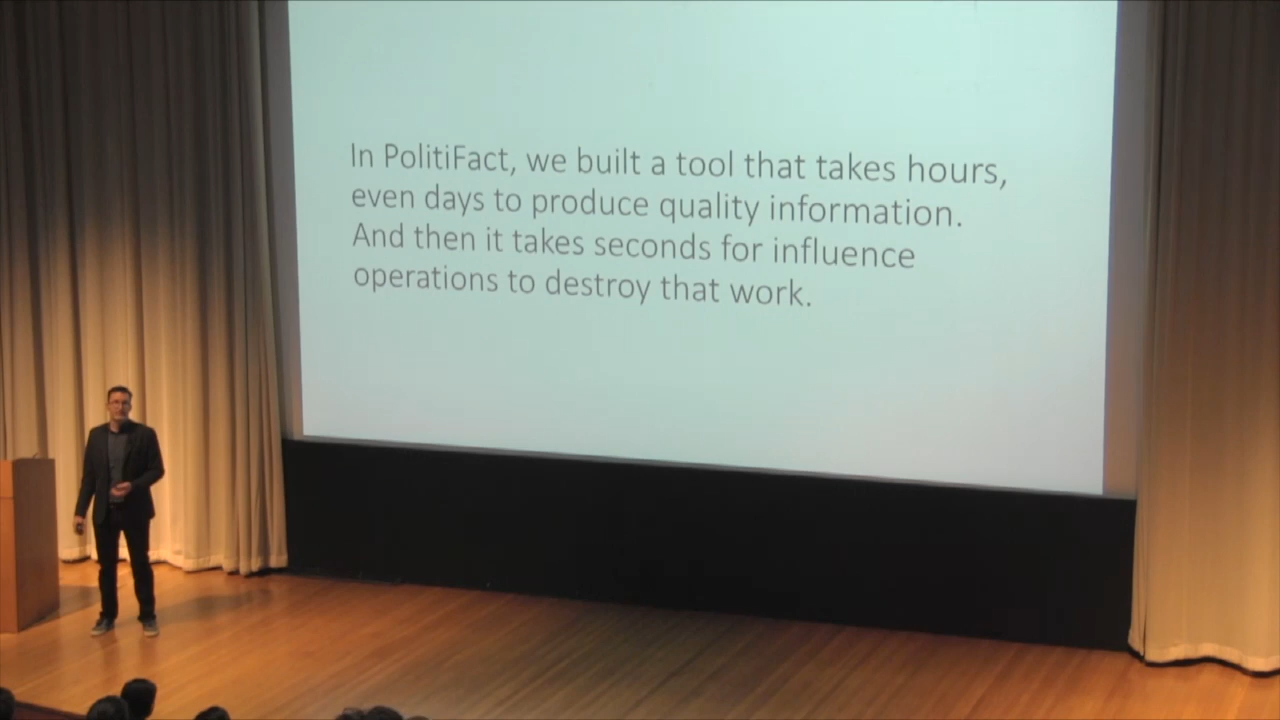 In PolitiFact, we built a tool that takes hours,
even days to produce quality information.
And then it takes seconds for influence
operations to destroy that work.